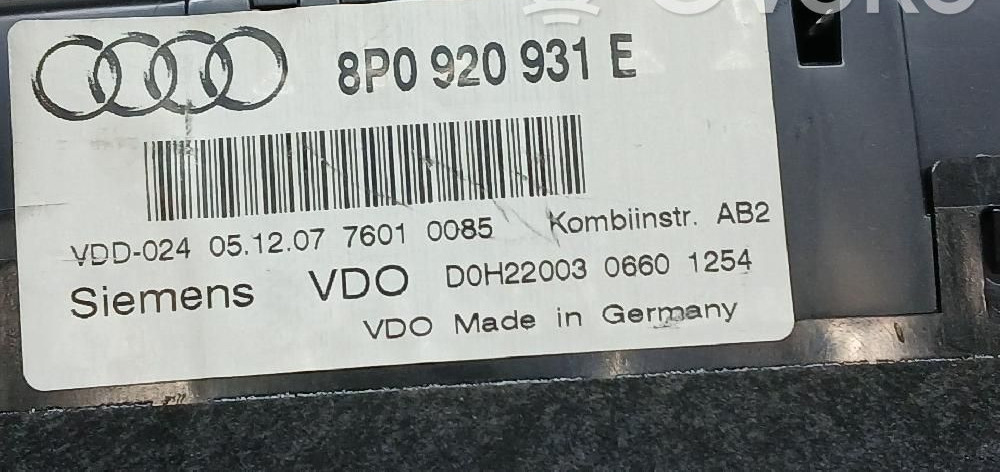 8P0 920 931 E
VDD-024 05.12.07 7601 0085 Kombiinstr. AB2
Siemens VDO D0H22003 0660 1254
VDO Made in Germany